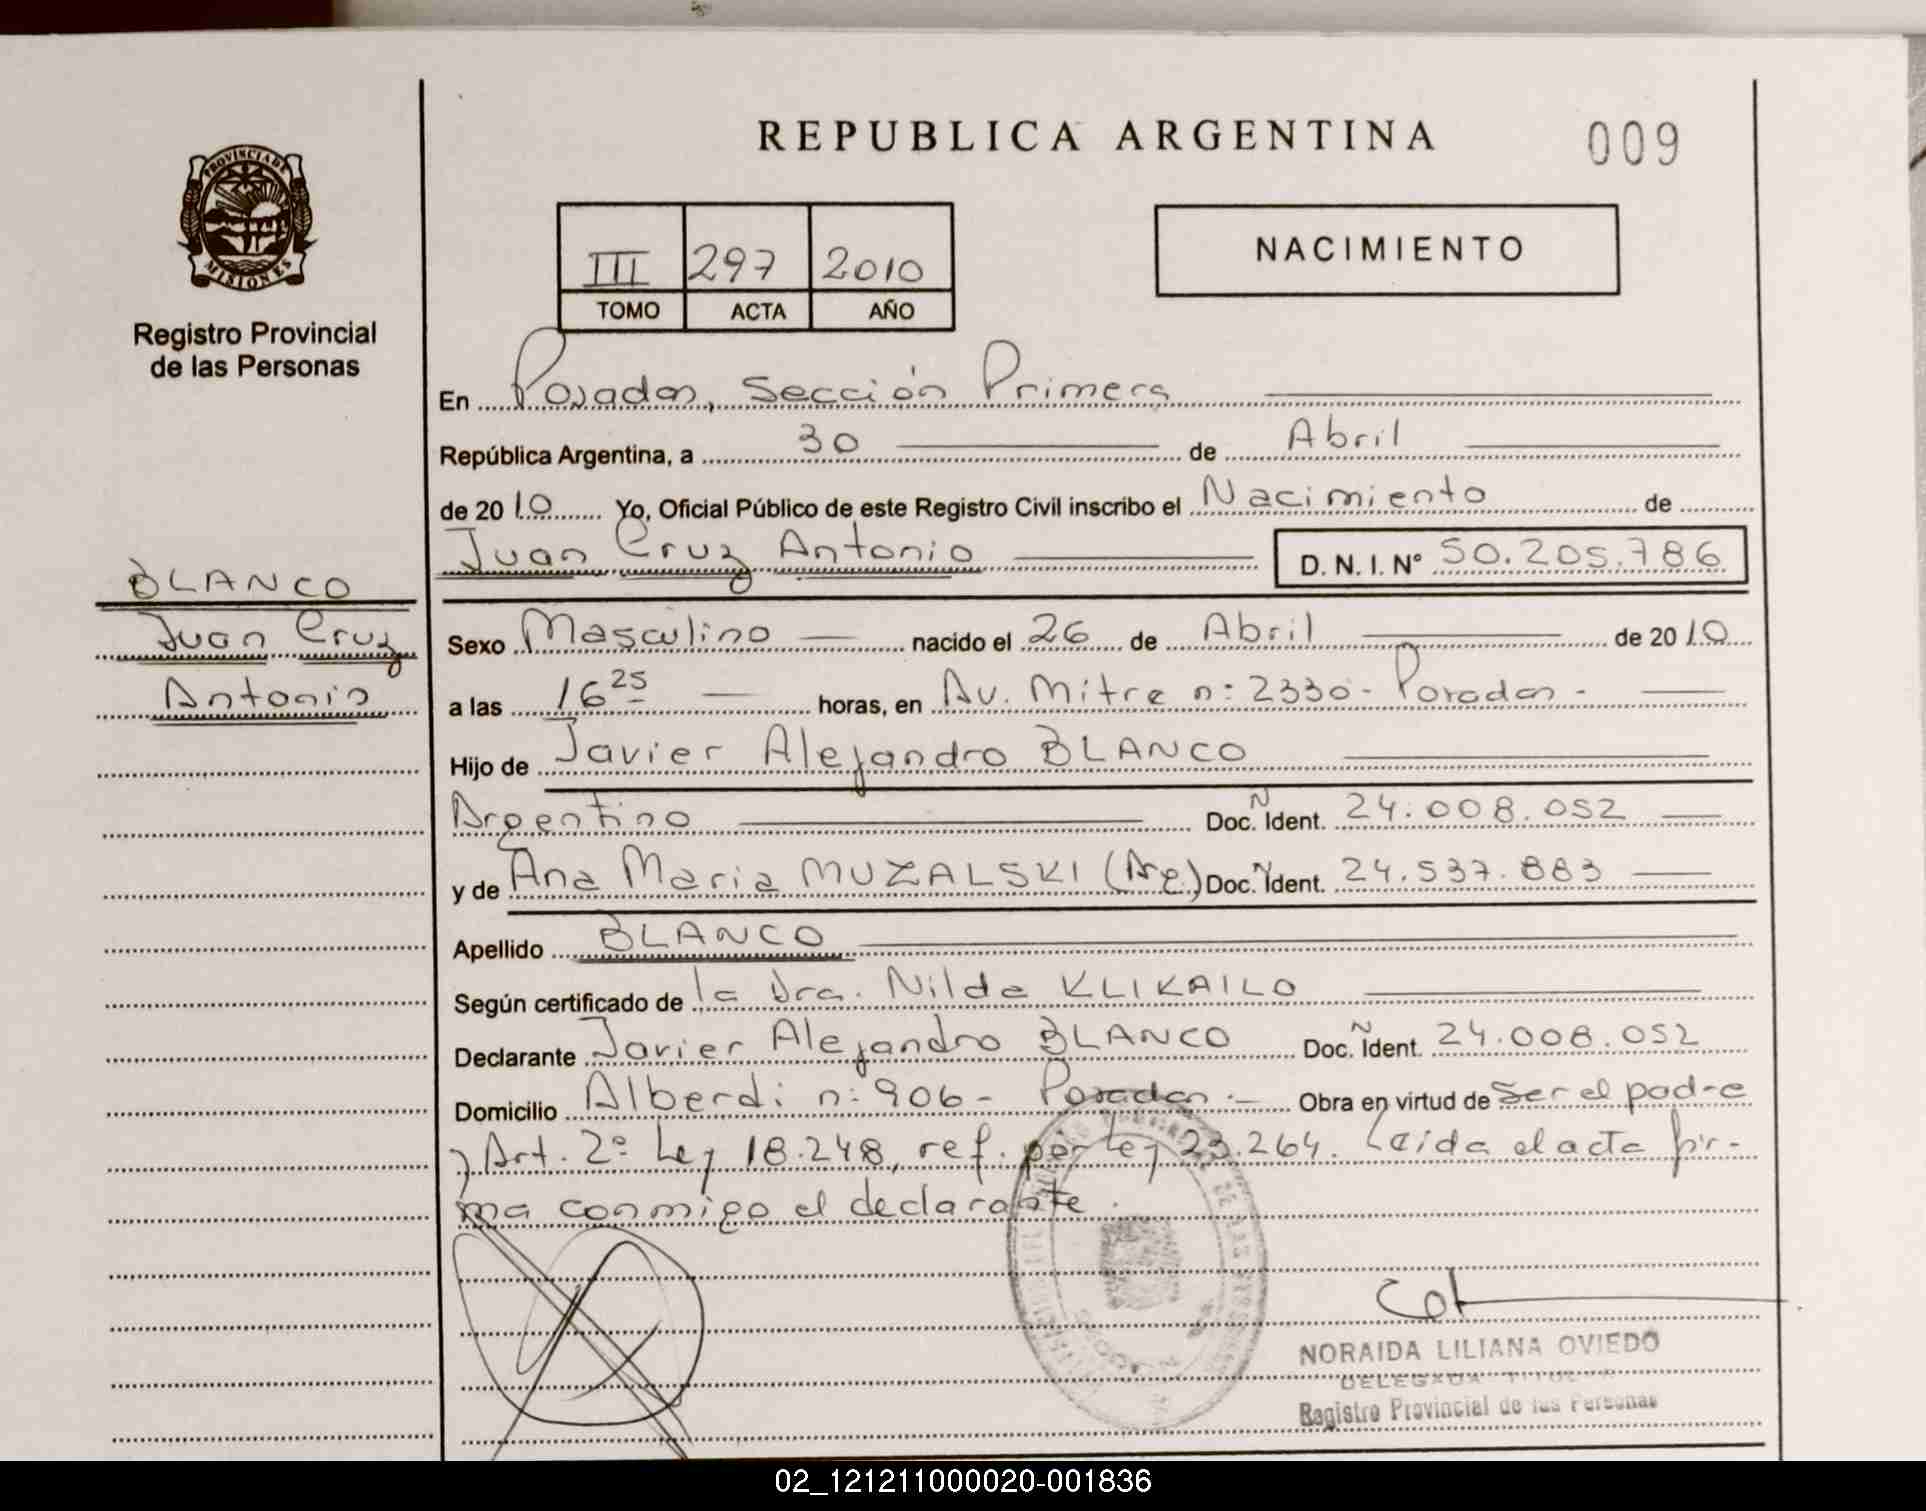 REPUBLICA ARGENTINA
009
PROVINCIA DE
MISIONES
Registro Provincial
de las Personas
III 297 2010
TOMO ACTA AÑO
NACIMIENTO
En Posadas, Sección Primera
República Argentina, a 30 de Abril
de 2010 Yo, Oficial Público de este Registro Civil inscribo el Nacimiento de
Juan Cruz Antonio D. N. I. Nº 50.205.786
BLANCO
Juan Cruz
Antonio
Sexo Masculino nacido el 26 de Abril de 2010
a las 16 25 horas, en Av. Mitre n: 2330- Posadas -
Hijo de Javier Alejandro BLANCO
Argentino Doc. Ñ Ident. 24.008.052
y de Ana Maria MUZALSKI (Arg.) Doc. Ñ Ident. 24.537.883
Apellido BLANCO
Según certificado de la Dra. Nilda KLIKAILO
Declarante Javier Alejandro BLANCO Doc. Ñ Ident. 24.008.052
Domicilio Alberdi n: 906- Posadas.- Obra en virtud de ser el padre
y Art. 2º Ley 18.248, ref. por Ley 23.264. Leida el acta fir-
ma conmigo el declarante.
NORAIDA LILIANA OVIEDO
DELEGADA TITULAR
Registro Provincial de las Personas
02_121211000020-001836